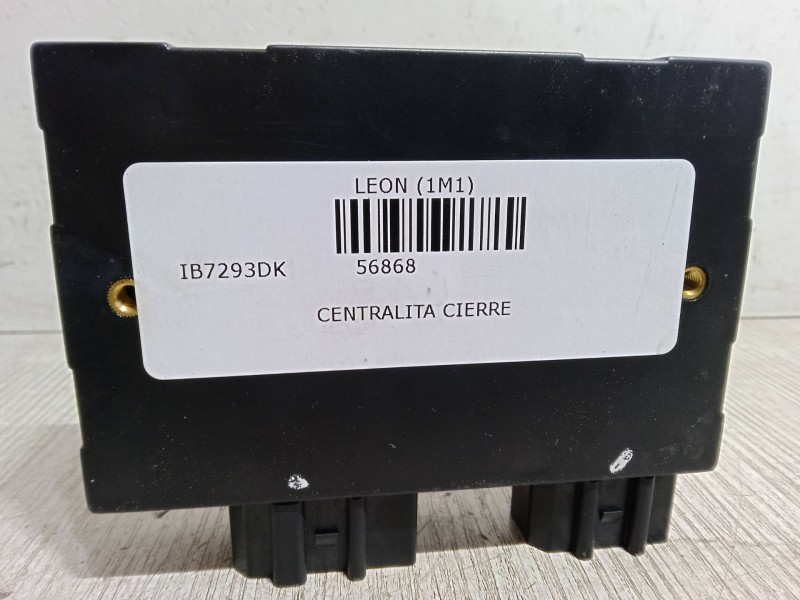 LEON (1M1)
IB7293DK 56868
CENTRALITA CIERRE